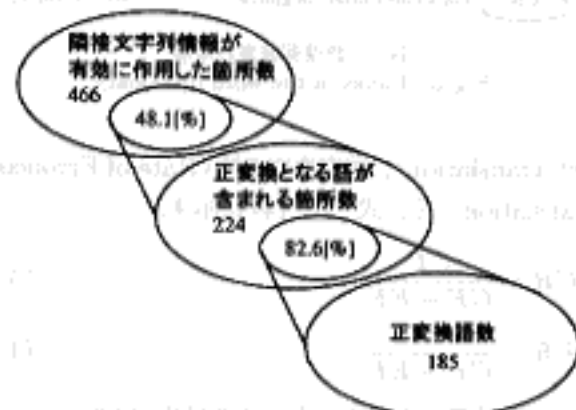 隣接文字列情報が
有効に作用した箇所数
466
48.1[%]
正変換となる語が
含まれる箇所数
224
82.6[%]
正変換語数
185